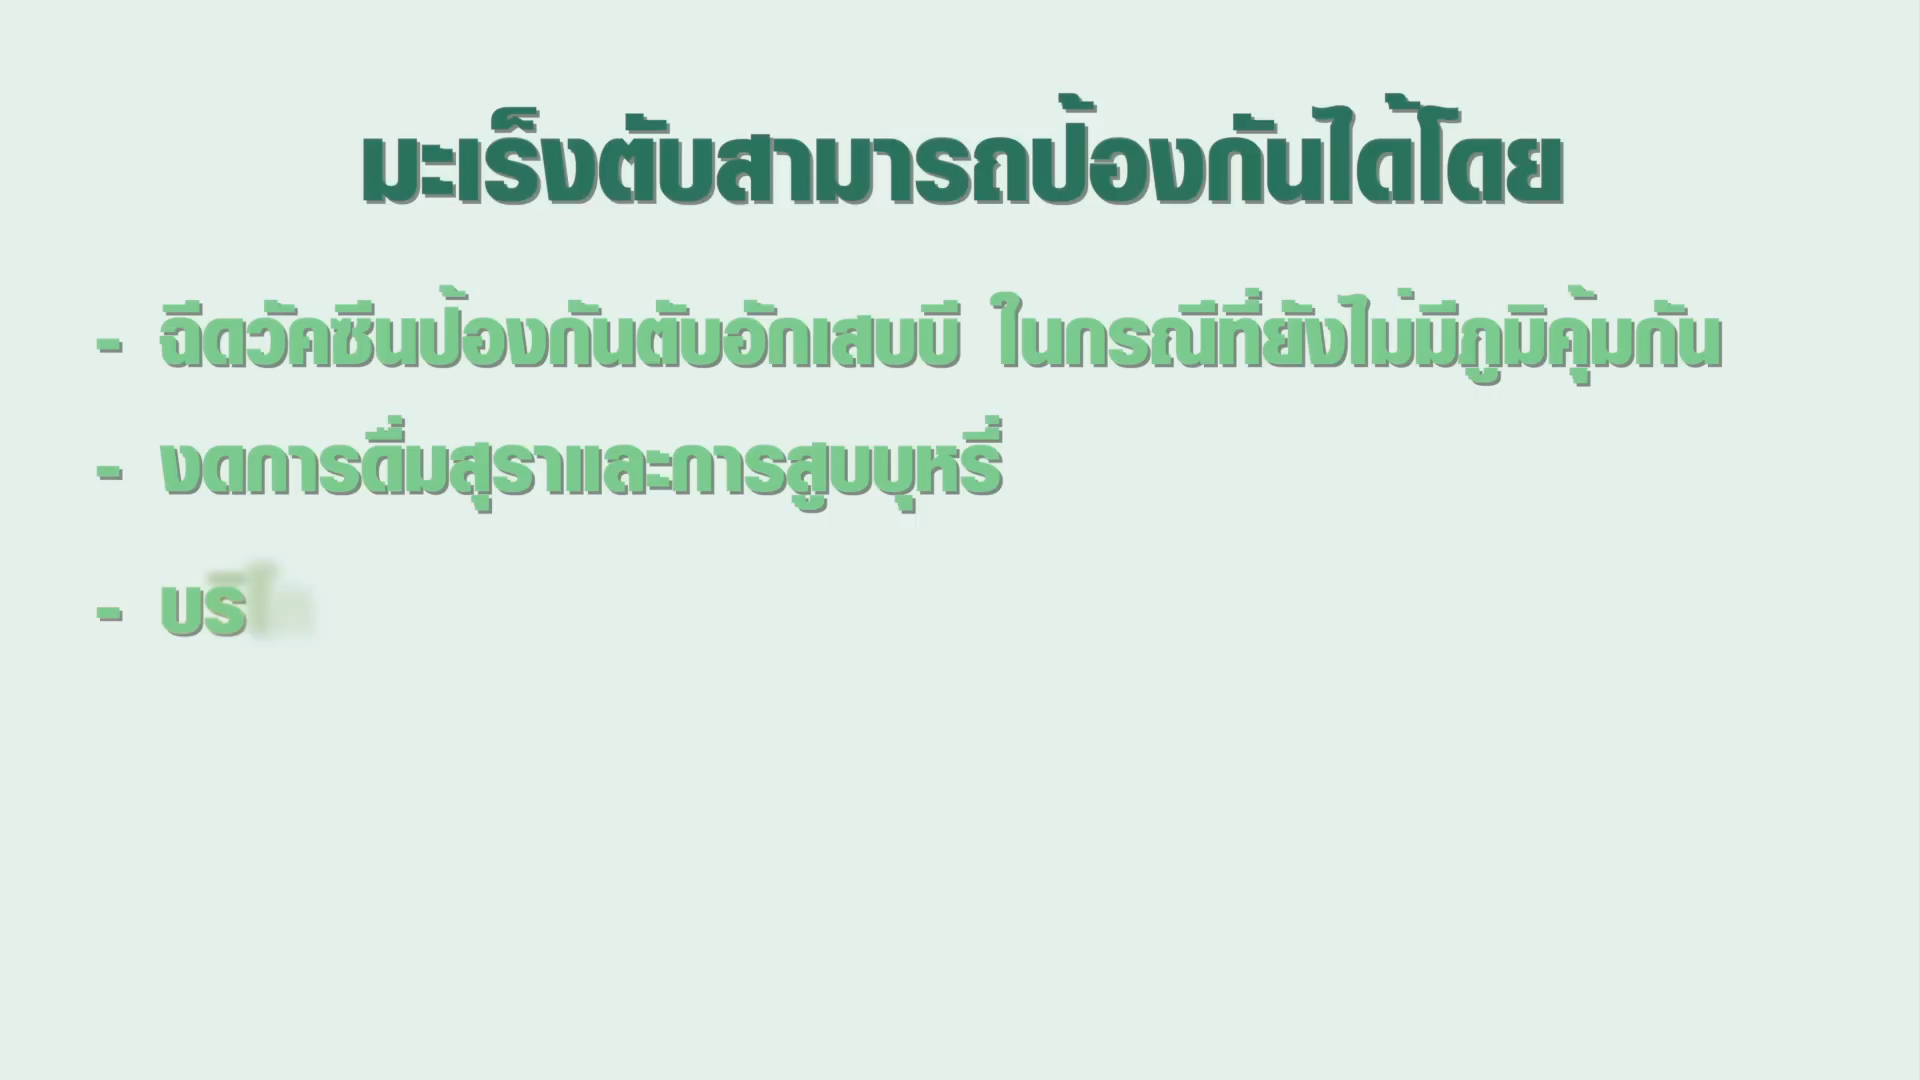 มะเร็งตับสามารถป้องกันได้โดย
- ฉีดวัคซีนป้องกันตับอักเสบบี ในกรณีที่ยังไม่มีภูมิคุ้มกัน
- งดการดื่มสุราและการสูบบุหรี่
- บริ